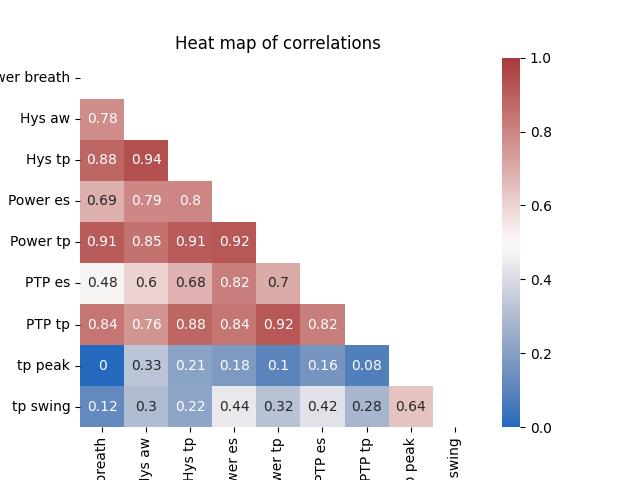 Heat map of correlations
wer breath
Hys aw
0.78
Hys tp
0.88 0.94
Power es
0.69 0.79 0.8
Power tp
0.91 0.85 0.91 0.92
PTP es
0.48 0.6 0.68 0.82 0.7
PTP tp
0.84 0.76 0.88 0.84 0.92 0.82
tp peak
0 0.33 0.21 0.18 0.1 0.16 0.08
tp swing
0.12 0.3 0.22 0.44 0.32 0.42 0.28 0.64
breath
Hys aw
Hys tp
wer es
wer tp
PTP es
PTP tp
p peak
swing
1.0
0.8
0.6
0.4
0.2
0.0